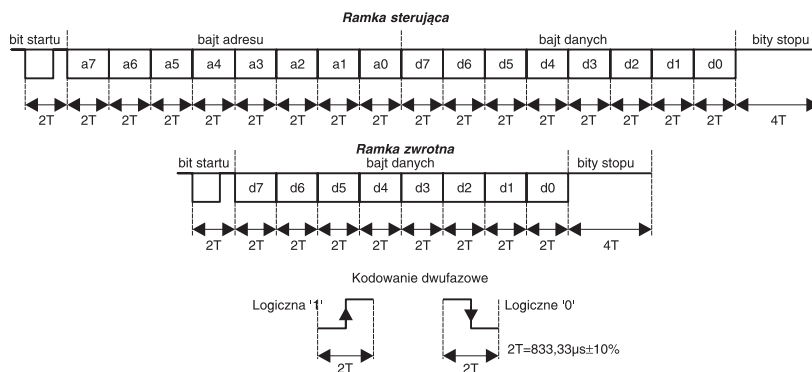 Ramka sterująca
bit startu bajt adresu bajt danych bity stopu
a7 a6 a5 a4 a3 a2 a1 a0 d7 d6 d5 d4 d3 d2 d1 d0
2T 2T 2T 2T 2T 2T 2T 2T 2T 2T 2T 2T 2T 2T 2T 2T 2T 4T
Ramka zwrotna
bit startu bajt danych bity stopu
d7 d6 d5 d4 d3 d2 d1 d0
2T 2T 2T 2T 2T 2T 2T 2T 2T 4T
Kodowanie dwufazowe
Logiczna '1' Logiczne '0'
2T 2T 2T=833,33µs±10%